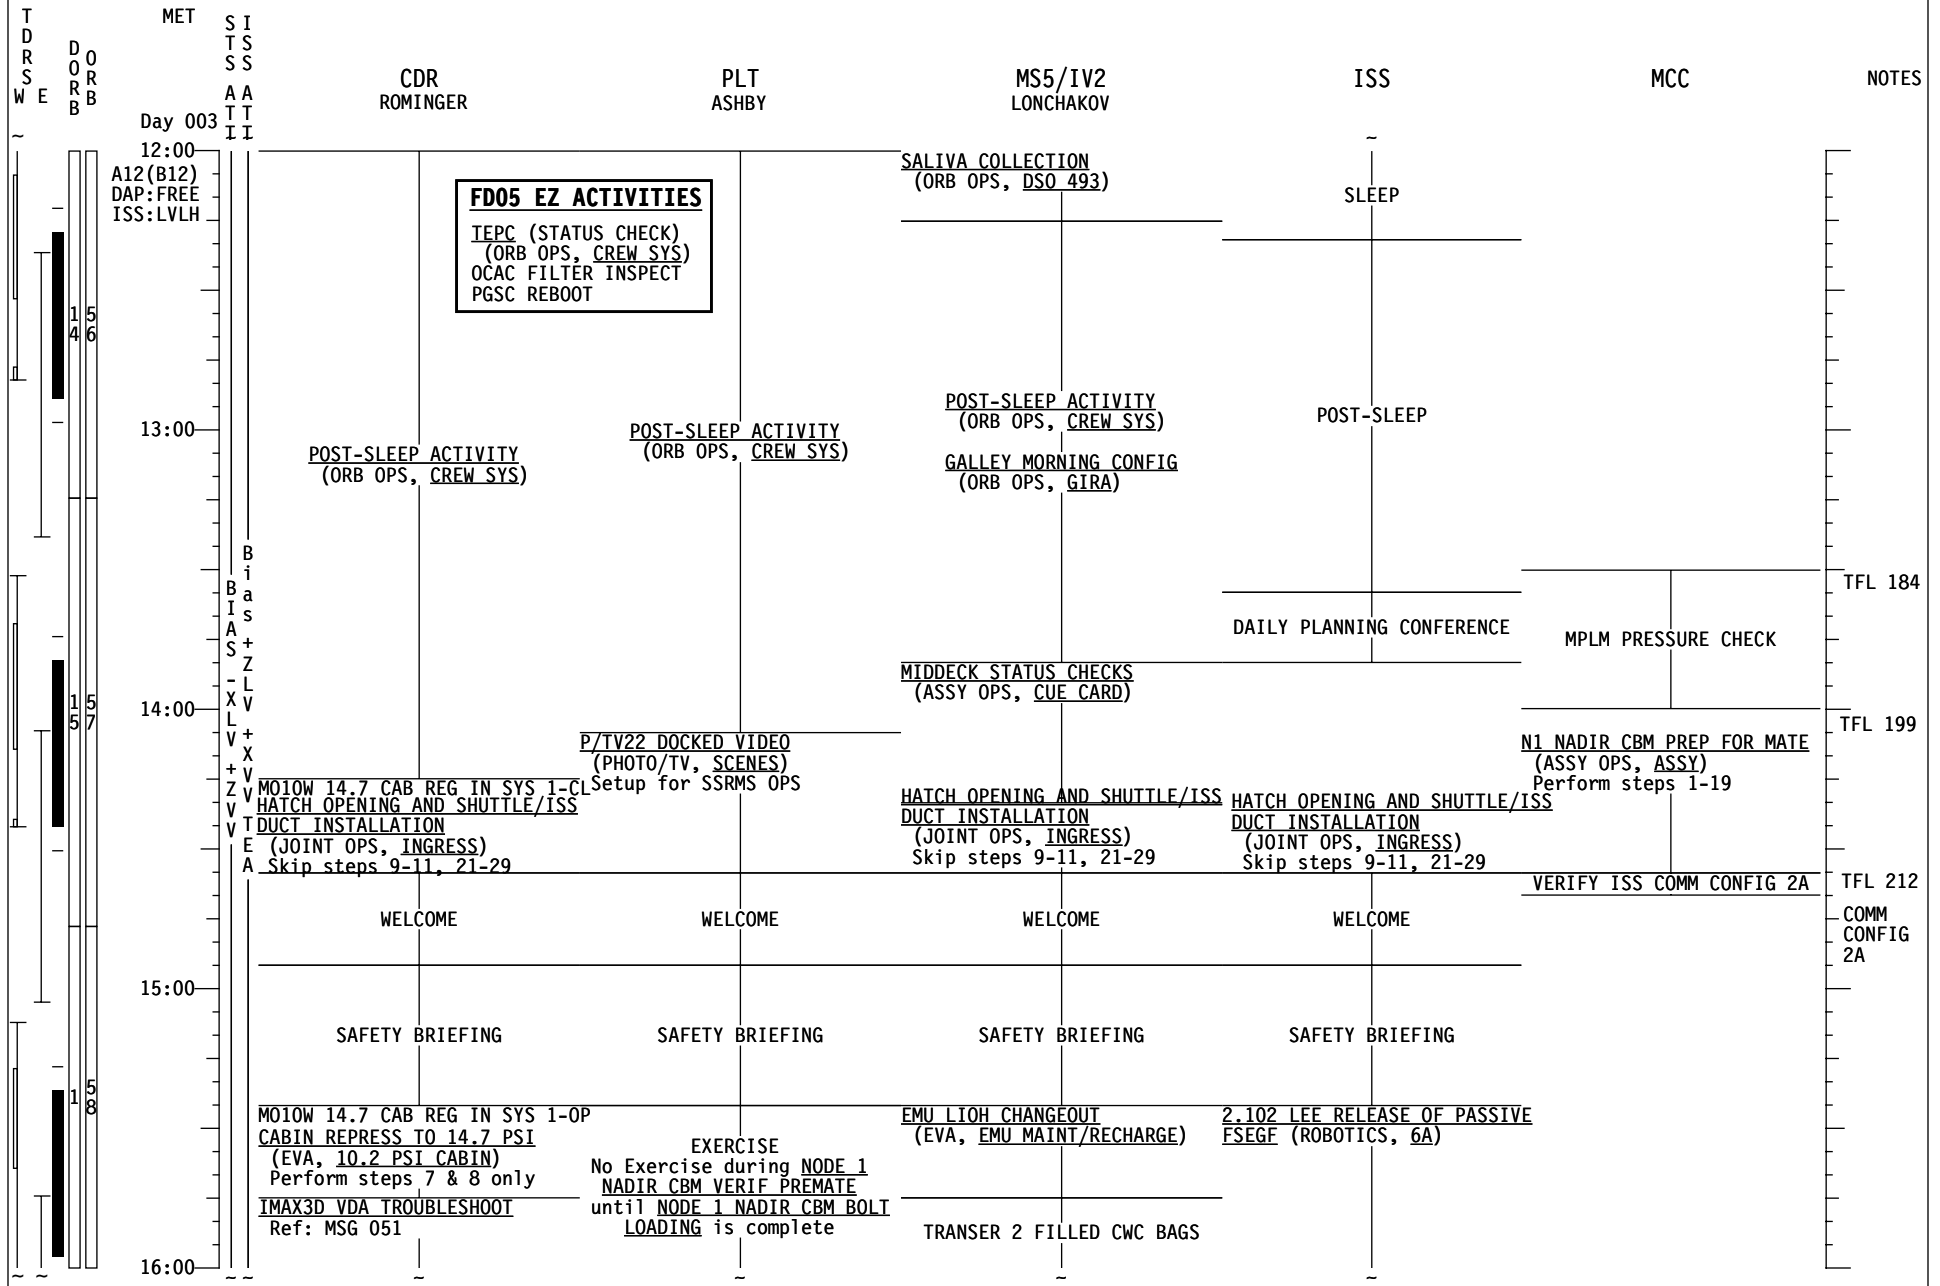 TDRS
W E
DORB
ORB
MET
STS ATT
ISS ATT
CDR
ROMINGER
PLT
ASHBY
MS5/IV2
LONCHAKOV
ISS
MCC
NOTES
Day 003
12:00
A12(B12)
DAP:FREE
ISS:LVLH
FD05 EZ ACTIVITIES
TEPC (STATUS CHECK)
(ORB OPS, CREW SYS)
OCAC FILTER INSPECT
PGSC REBOOT
SALIVA COLLECTION
(ORB OPS, DSO 493)
SLEEP
14
56
13:00
POST-SLEEP ACTIVITY
(ORB OPS, CREW SYS)
POST-SLEEP ACTIVITY
(ORB OPS, CREW SYS)
POST-SLEEP ACTIVITY
(ORB OPS, CREW SYS)
GALLEY MORNING CONFIG
(ORB OPS, GIRA)
POST-SLEEP
BIAS -XLV +ZVV
Bias +ZLV +XVV TEA
TFL 184
DAILY PLANNING CONFERENCE
MPLM PRESSURE CHECK
15
57
14:00
MIDDECK STATUS CHECKS
(ASSY OPS, CUE CARD)
TFL 199
P/TV22 DOCKED VIDEO
(PHOTO/TV, SCENES)
Setup for SSRMS OPS
N1 NADIR CBM PREP FOR MATE
(ASSY OPS, ASSY)
Perform steps 1-19
MO10W 14.7 CAB REG IN SYS 1-CL
HATCH OPENING AND SHUTTLE/ISS
DUCT INSTALLATION
(JOINT OPS, INGRESS)
Skip steps 9-11, 21-29
HATCH OPENING AND SHUTTLE/ISS
DUCT INSTALLATION
(JOINT OPS, INGRESS)
Skip steps 9-11, 21-29
HATCH OPENING AND SHUTTLE/ISS
DUCT INSTALLATION
(JOINT OPS, INGRESS)
Skip steps 9-11, 21-29
VERIFY ISS COMM CONFIG 2A
TFL 212
WELCOME
WELCOME
WELCOME
WELCOME
COMM
CONFIG
2A
15:00
SAFETY BRIEFING
SAFETY BRIEFING
SAFETY BRIEFING
SAFETY BRIEFING
1
58
MO10W 14.7 CAB REG IN SYS 1-OP
CABIN REPRESS TO 14.7 PSI
(EVA, 10.2 PSI CABIN)
Perform steps 7 & 8 only
IMAX3D VDA TROUBLESHOOT
Ref: MSG 051
EXERCISE
No Exercise during NODE 1
NADIR CBM VERIF PREMATE
until NODE 1 NADIR CBM BOLT
LOADING is complete
EMU LIOH CHANGEOUT
(EVA, EMU MAINT/RECHARGE)
TRANSER 2 FILLED CWC BAGS
2.102 LEE RELEASE OF PASSIVE
FSEGF (ROBOTICS, 6A)
16:00